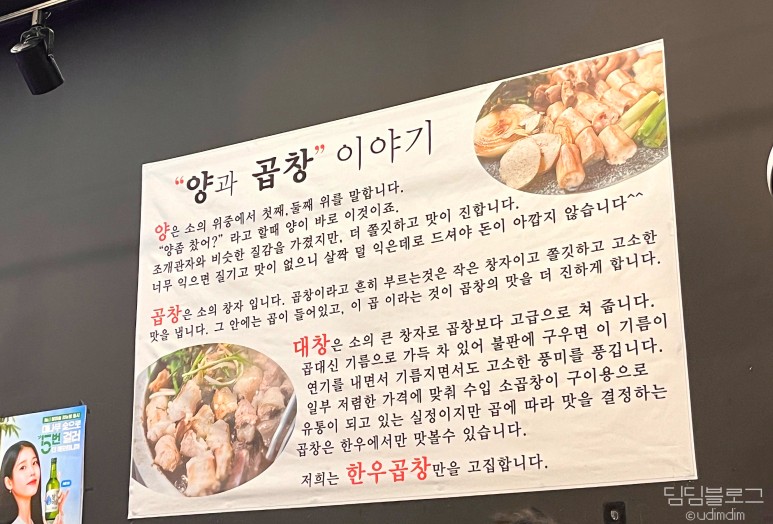 “양과 곱창” 이야기
양은 소의 위중에서 첫째,둘째 위를 말합니다.
“양좀 찼어?” 라고 할때 양이 바로 이것이죠.
조개관자와 비슷한 질감을 가졌지만, 더 쫄깃하고 맛이 진합니다.
너무 익으면 질기고 맛이 없으니 살짝 덜 익은데로 드셔야 돈이 아깝지 않습니다^^
곱창은 소의 창자 입니다. 곱창이라고 흔히 부르는것은 작은 창자이고 쫄깃하고 고소한
맛을 냅니다. 그 안에는 곱이 들어있고, 이 곱 이라는 것이 곱창의 맛을 더 진하게 합니다.
대창은 소의 큰 창자로 곱창보다 고급으로 쳐 줍니다.
곱대신 기름으로 가득 차 있어 불판에 구우면 이 기름이
연기를 내면서 기름지면서도 고소한 풍미를 풍깁니다.
일부 저렴한 가격에 맞춰 수입 소곱창이 구이용으로
유통이 되고 있는 실정이지만 곱에 따라 맛을 결정하는
곱창은 한우에서만 맛볼수 있습니다.
저희는 한우곱창만을 고집합니다.
5번
딤딤블로그
©udimdim